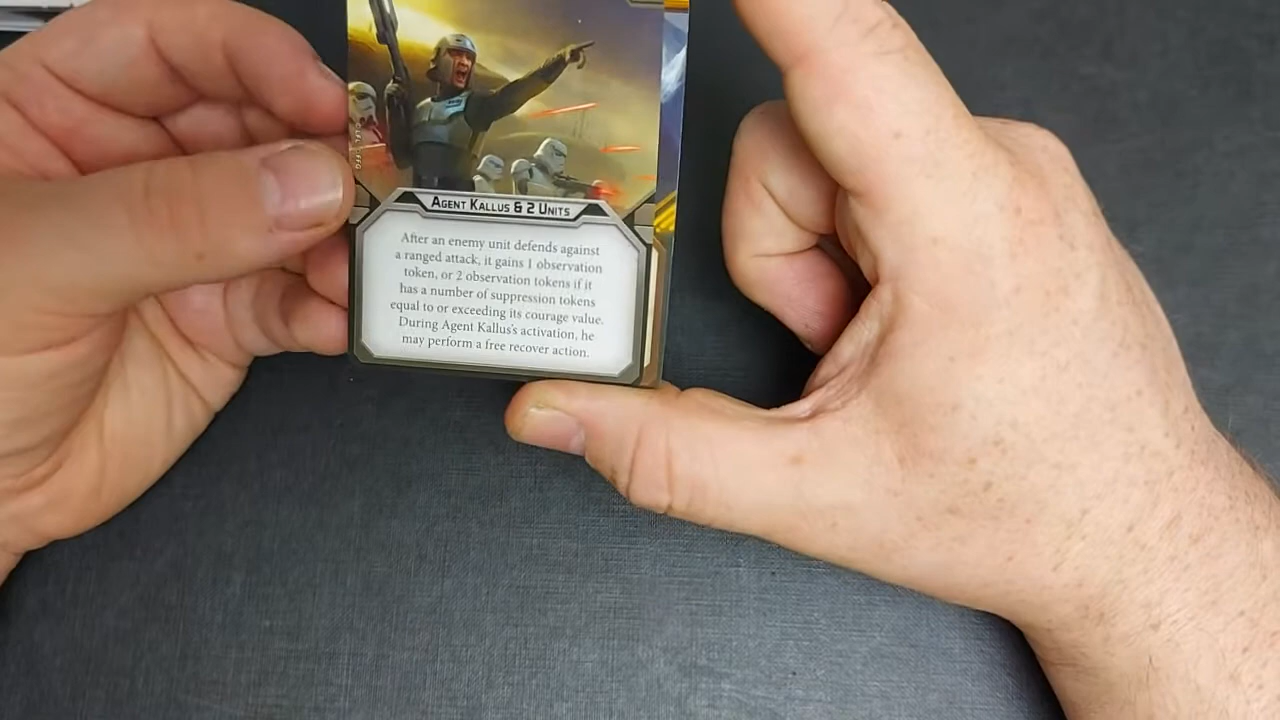 AGENT KALLUS & 2 UNITS
After an enemy unit defends against
a ranged attack, it gains 1 observation
token, or 2 observation tokens if it
has a number of suppression tokens
equal to or exceeding its courage value.
During Agent Kallus's activation, he
may perform a free recover action.